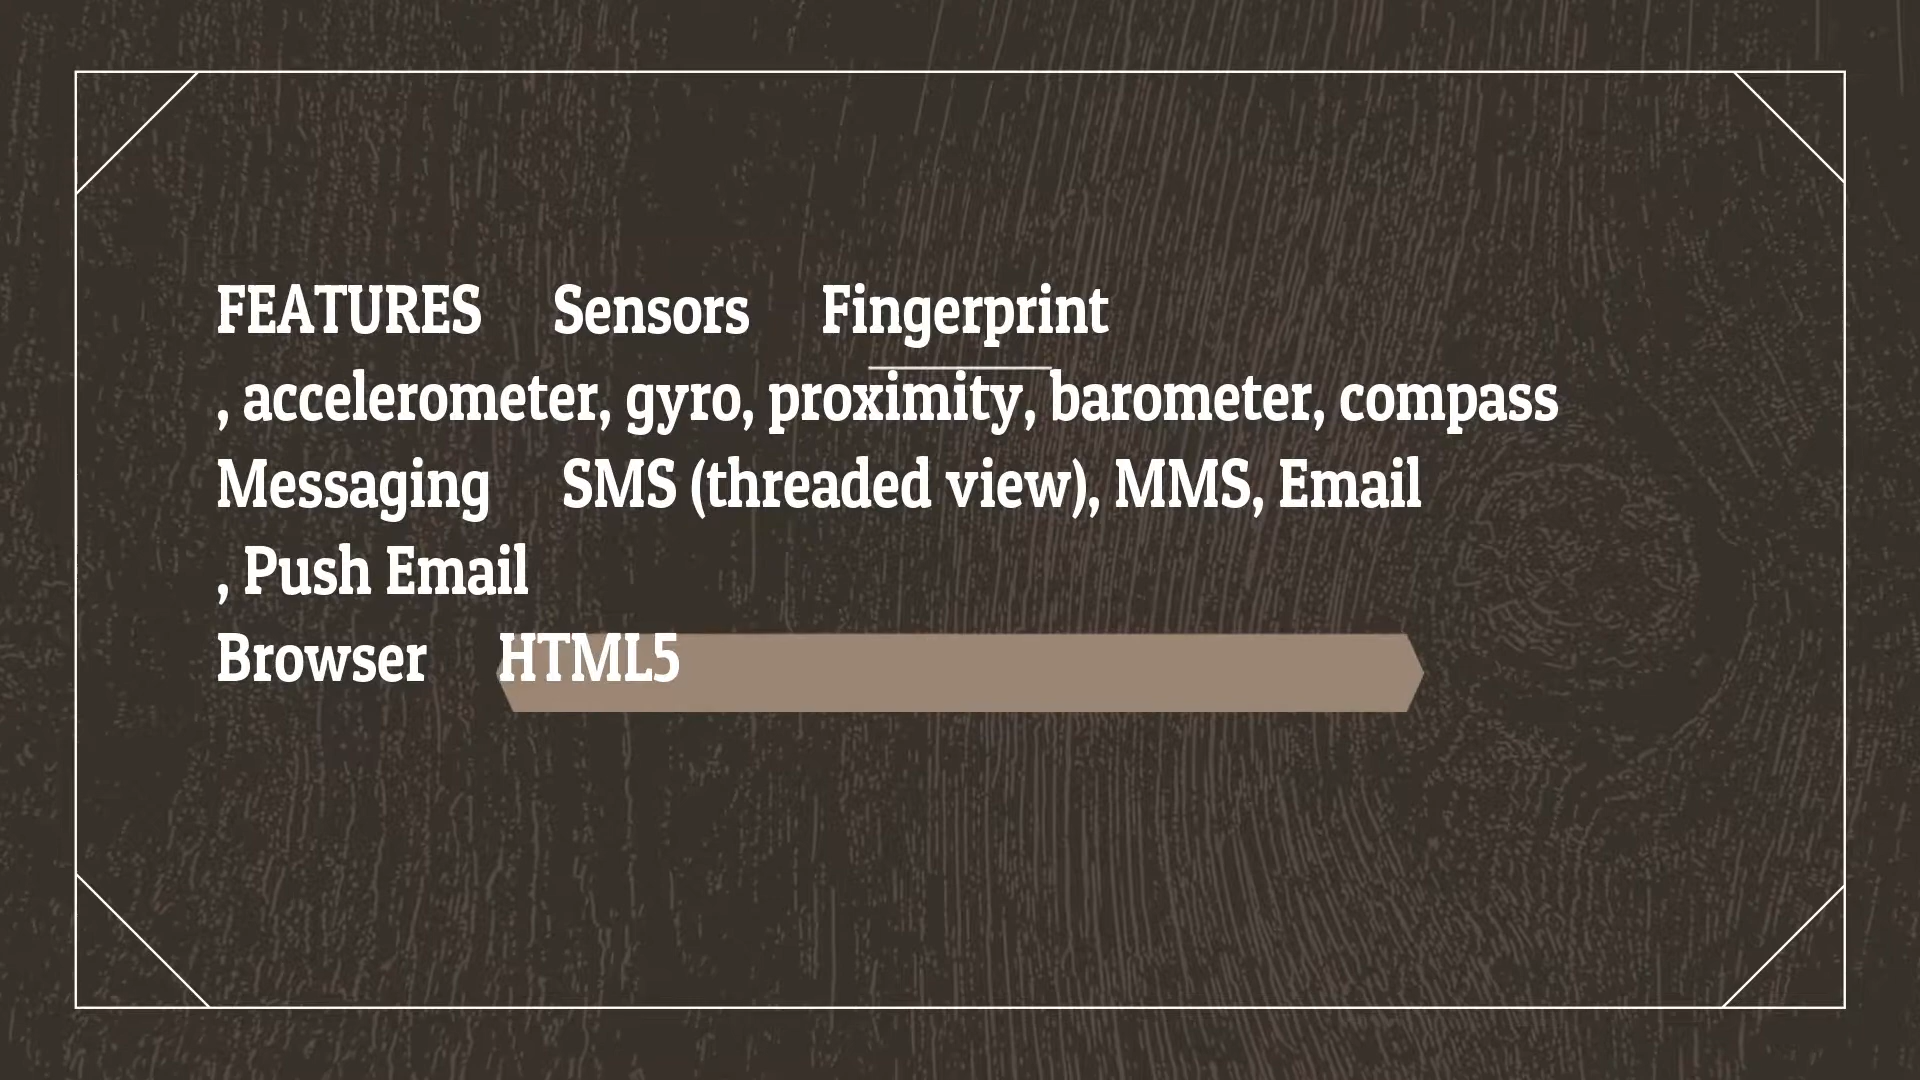 FEATURES Sensors Fingerprint
, accelerometer, gyro, proximity, barometer, compass
Messaging SMS (threaded view), MMS, Email
, Push Email
Browser HTML5